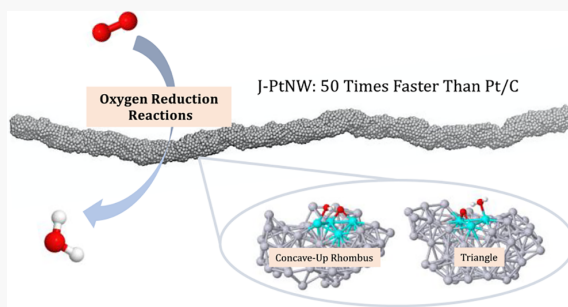 J-PtNW: 50 Times Faster Than Pt/C
Oxygen Reduction
Reactions
Concave-Up Rhombus
Triangle